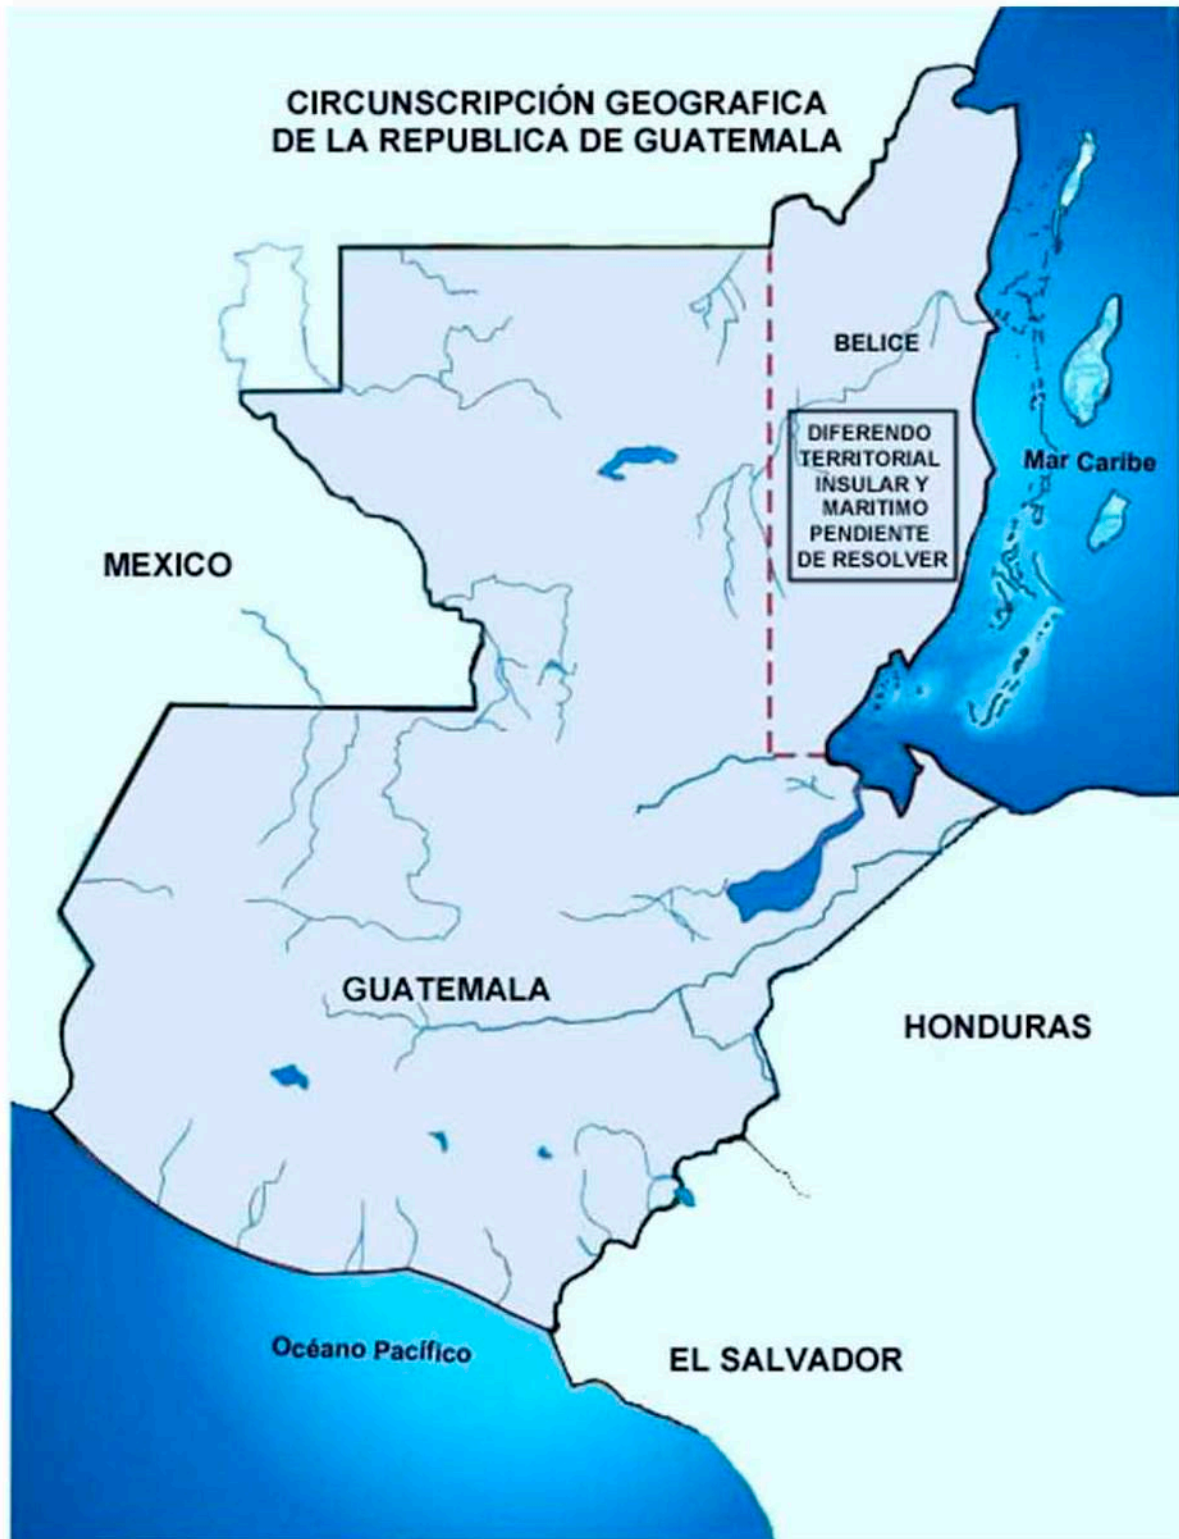 CIRCUNSCRIPCIÓN GEOGRAFICA
DE LA REPUBLICA DE GUATEMALA
BELICE
DIFERENDO
TERRITORIAL
INSULAR Y
MARITIMO
PENDIENTE
DE RESOLVER
Mar Caribe
MEXICO
GUATEMALA
HONDURAS
Océano Pacífico
EL SALVADOR